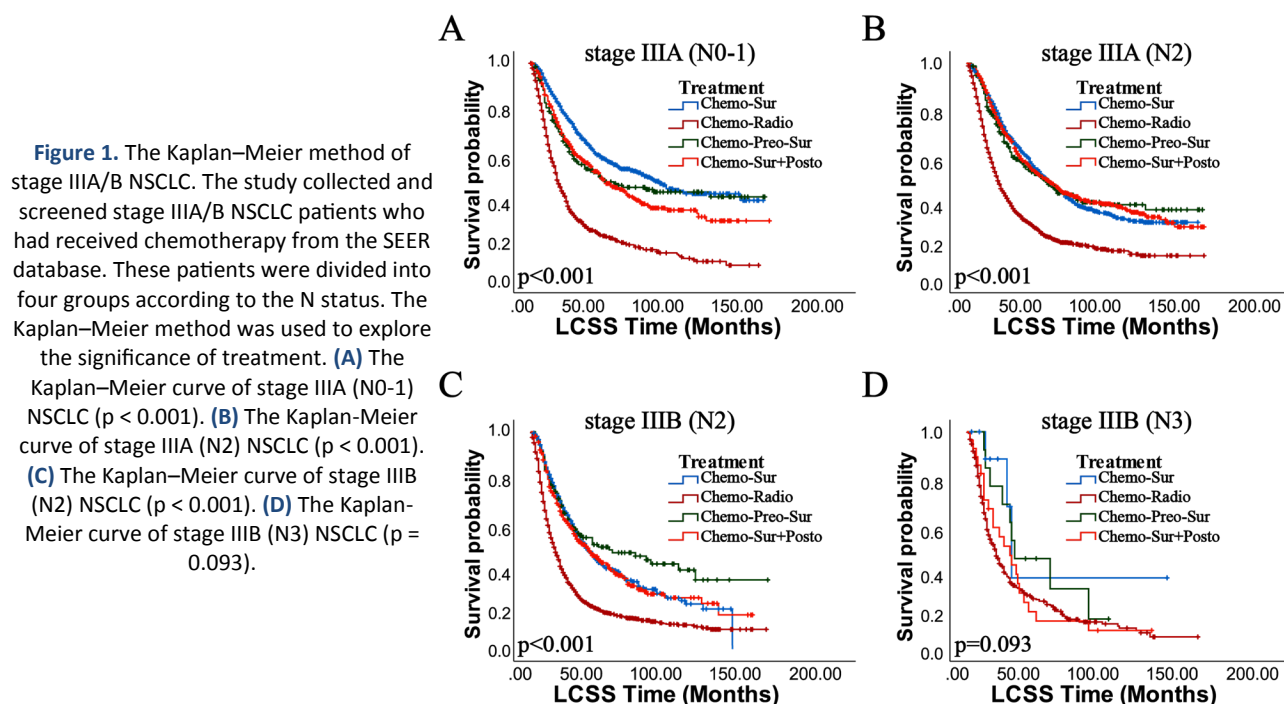 Figure 1. The Kaplan–Meier method of
stage IIIA/B NSCLC. The study collected and
screened stage IIIA/B NSCLC patients who
had received chemotherapy from the SEER
database. These patients were divided into
four groups according to the N status. The
Kaplan–Meier method was used to explore
the significance of treatment. (A) The
Kaplan–Meier curve of stage IIIA (N0-1)
NSCLC (p < 0.001). (B) The Kaplan-Meier
curve of stage IIIA (N2) NSCLC (p < 0.001).
(C) The Kaplan–Meier curve of stage IIIB
(N2) NSCLC (p < 0.001). (D) The Kaplan-
Meier curve of stage IIIB (N3) NSCLC (p =
0.093).
A
stage IIIA (N0-1)
Treatment
Chemo-Sur
Chemo-Radio
Chemo-Preo-Sur
Chemo-Sur+Posto
Survival probability
1.0
0.8
0.6
0.4
0.2
0.0
p<0.001
.00 50.00 100.00 150.00 200.00
LCSS Time (Months)
B
stage IIIA (N2)
Treatment
Chemo-Sur
Chemo-Radio
Chemo-Preo-Sur
Chemo-Sur+Posto
Survival probability
1.0
0.8
0.6
0.4
0.2
0.0
p<0.001
.00 50.00 100.00 150.00 200.00
LCSS Time (Months)
C
stage IIIB (N2)
Treatment
Chemo-Sur
Chemo-Radio
Chemo-Preo-Sur
Chemo-Sur+Posto
Survival probability
1.0
0.8
0.6
0.4
0.2
0.0
p<0.001
.00 50.00 100.00 150.00 200.00
LCSS Time (Months)
D
stage IIIB (N3)
Treatment
Chemo-Sur
Chemo-Radio
Chemo-Preo-Sur
Chemo-Sur+Posto
Survival probability
1.0
0.8
0.6
0.4
0.2
0.0
p=0.093
.00 50.00 100.00 150.00 200.00
LCSS Time (Months)